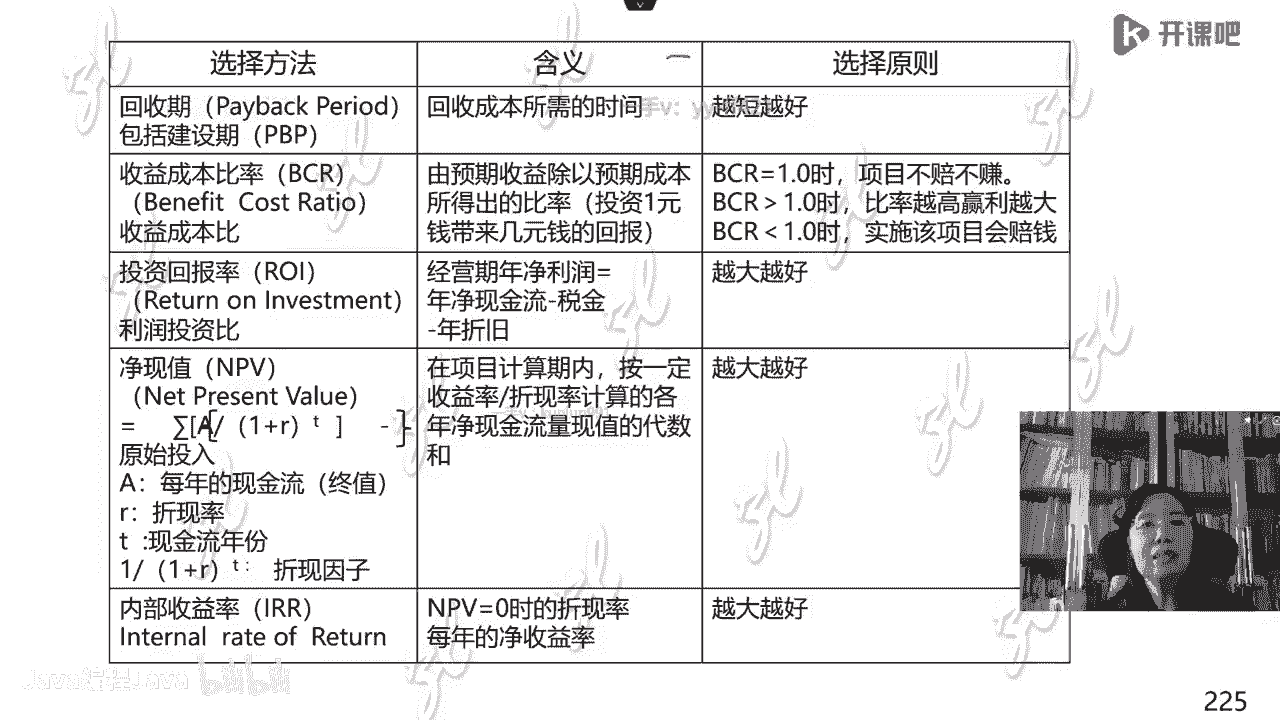 开课吧
选择方法
含义
选择原则
回收期（Payback Period）
包括建设期（PBP）
回收成本所需的时间
越短越好
收益成本比率（BCR）
（Benefit Cost Ratio）
收益成本比
由预期收益除以预期成本
所得出的比率（投资1元
钱带来几元钱的回报）
BCR=1.0时，项目不赔不赚。
BCR＞1.0时，比率越高赢利越大
BCR＜1.0时，实施该项目会赔钱
投资回报率（ROI）
（Return on Investment）
利润投资比
经营期年净利润=
年净现金流-税金
-年折旧
越大越好
净现值（NPV）
（Net Present Value）
= ∑[A/（1+r）ᵗ ] -
原始投入
A：每年的现金流（终值）
r：折现率
t :现金流年份
1/（1+r）ᵗ： 折现因子
在项目计算期内，按一定
收益率/折现率计算的各
年净现金流量现值的代数
和
越大越好
内部收益率（IRR）
Internal rate of Return
NPV=0时的折现率
每年的净收益率
越大越好
Java编程Java bilibili
225